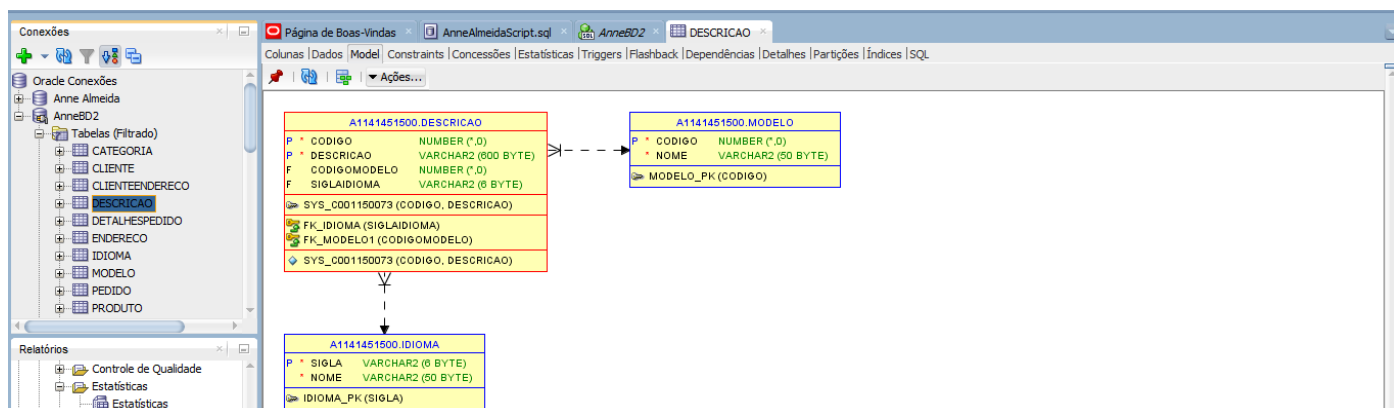 Conexões
Página de Boas-Vindas
AnneAlmeidaScript.sql
AnneBD2
DESCRICAO
Colunas |Dados |Model |Constraints |Concessões |Estatísticas |Triggers |Flashback |Dependências |Detalhes |Partições |Índices |SQL
Ações...
Oracle Conexões
Anne Almeida
AnneBD2
Tabelas (Filtrado)
CATEGORIA
CLIENTE
CLIENTEENDERECO
DESCRICAO
DETALHESPEDIDO
ENDERECO
IDIOMA
MODELO
PEDIDO
PRODUTO
A1141451500.DESCRICAO
P * CODIGO NUMBER (*,0)
P * DESCRICAO VARCHAR2 (600 BYTE)
F CODIGOMODELO NUMBER (*,0)
F SIGLAIDIOMA VARCHAR2 (6 BYTE)
SYS_C001150073 (CODIGO, DESCRICAO)
FK_IDIOMA (SIGLAIDIOMA)
FK_MODELO1 (CODIGOMODELO)
SYS_C001150073 (CODIGO, DESCRICAO)
A1141451500.MODELO
P * CODIGO NUMBER (*,0)
* NOME VARCHAR2 (50 BYTE)
MODELO_PK (CODIGO)
A1141451500.IDIOMA
P * SIGLA VARCHAR2 (6 BYTE)
* NOME VARCHAR2 (50 BYTE)
IDIOMA_PK (SIGLA)
Relatórios
Controle de Qualidade
Estatísticas
Estatísticas